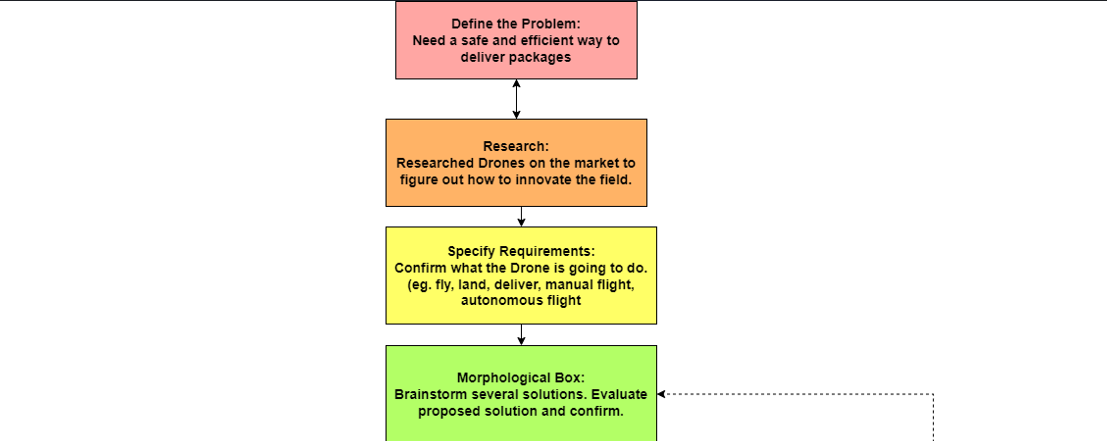 Define the Problem:
Need a safe and efficient way to
deliver packages
Research:
Researched Drones on the market to
figure out how to innovate the field.
Specify Requirements:
Confirm what the Drone is going to do.
(eg. fly, land, deliver, manual flight,
autonomous flight
Morphological Box:
Brainstorm several solutions. Evaluate
proposed solution and confirm.